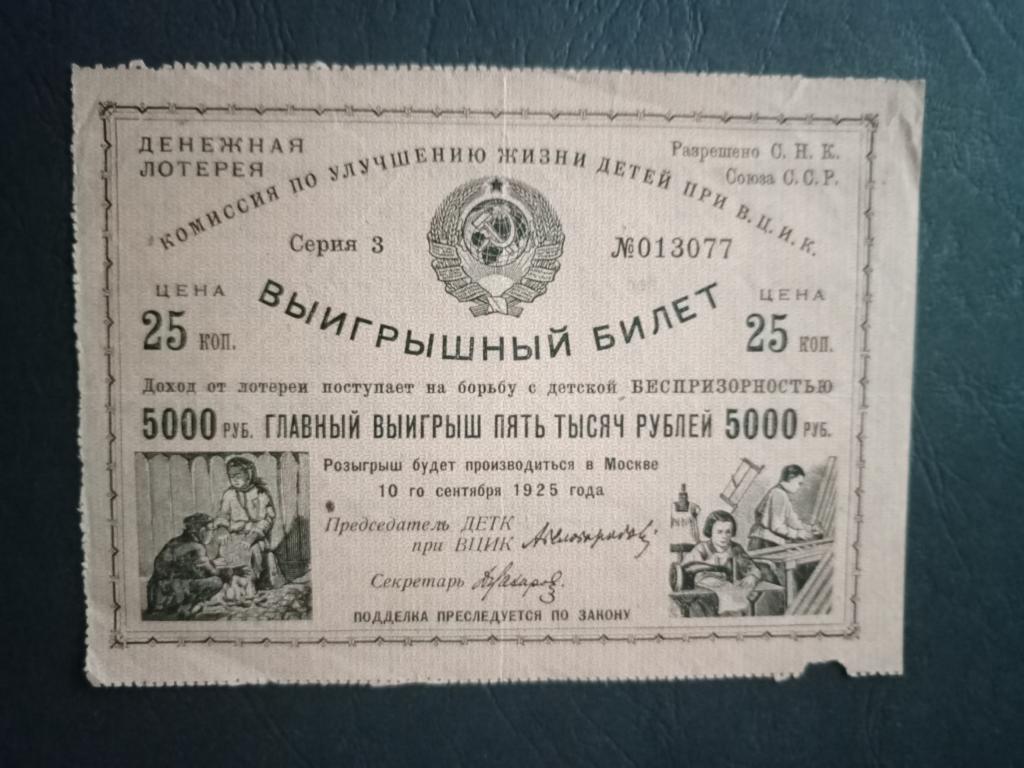 ДЕНЕЖНАЯ
ЛОТЕРЕЯ
Разрешено С. Н. К.
Союза С. С. Р.
КОМИССИЯ ПО УЛУЧШЕНИЮ ЖИЗНИ ДЕТЕЙ ПРИ В. Ц. И. К.
Серия 3
№013077
ЦЕНА
25 КОП.
ВЫИГРЫШНЫЙ БИЛЕТ
ЦЕНА
25 КОП.
Доход от лотереи поступает на борьбу с детской БЕСПРИЗОРНОСТЬЮ
5000 РУБ. ГЛАВНЫЙ ВЫИГРЫШ ПЯТЬ ТЫСЯЧ РУБЛЕЙ 5000 РУБ.
Розыгрыш будет производиться в Москве
10 го сентября 1925 года
Председатель ДЕТК
при ВЦИК
Секретарь
ПОДДЕЛКА ПРЕСЛЕДУЕТСЯ ПО ЗАКОНУ